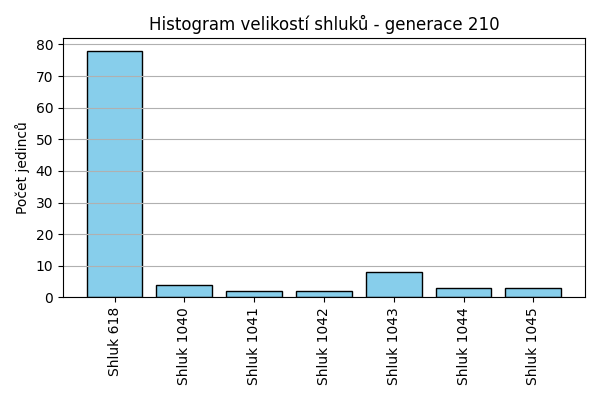 Histogram velikostí shluků - generace 210
Počet jedinců
80
70
60
50
40
30
20
10
0
Shluk 618
Shluk 1040
Shluk 1041
Shluk 1042
Shluk 1043
Shluk 1044
Shluk 1045